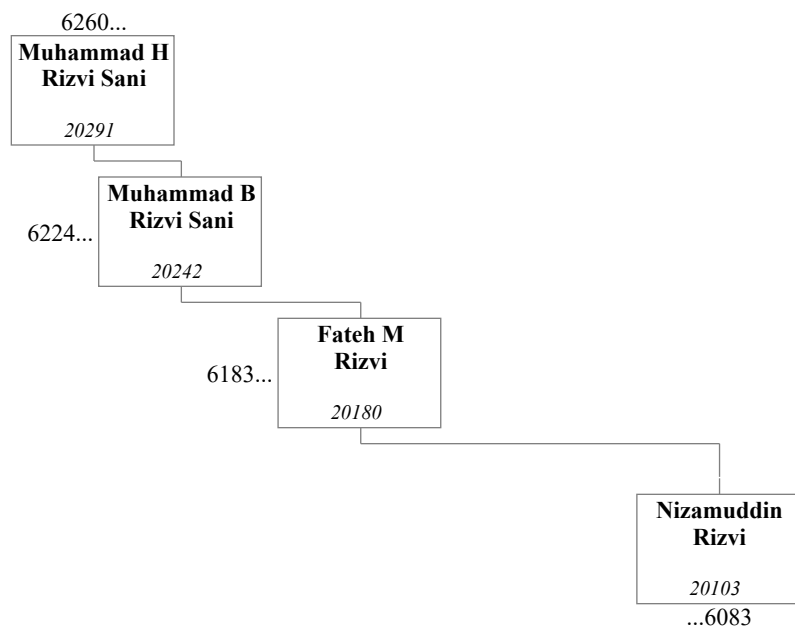 6260...
Muhammad H
Rizvi Sani
20291
Muhammad B
Rizvi Sani
6224...
20242
Fateh M
Rizvi
6183...
20180
Nizamuddin
Rizvi
20103
...6083